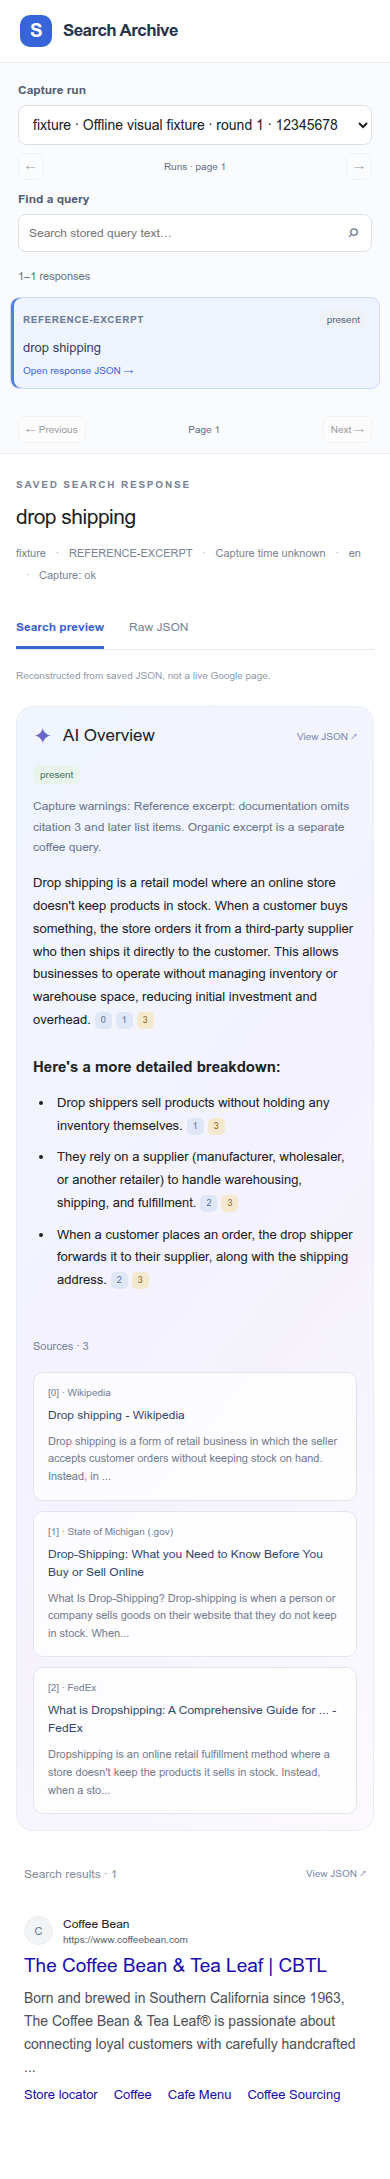 S Search Archive
Capture run
fixture · Offline visual fixture · round 1 · 12345678
← Runs · page 1 →
Find a query
Search stored query text…
1–1 responses
REFERENCE-EXCERPT present
drop shipping
Open response JSON →
← Previous Page 1 Next →
SAVED SEARCH RESPONSE
drop shipping
fixture · REFERENCE-EXCERPT · Capture time unknown · en
· Capture: ok
Search preview Raw JSON
Reconstructed from saved JSON, not a live Google page.
AI Overview View JSON ↗
present
Capture warnings: Reference excerpt: documentation omits
citation 3 and later list items. Organic excerpt is a separate
coffee query.
Drop shipping is a retail model where an online store
doesn't keep products in stock. When a customer buys
something, the store orders it from a third-party supplier
who then ships it directly to the customer. This allows
businesses to operate without managing inventory or
warehouse space, reducing initial investment and
overhead. 0 1 3
Here's a more detailed breakdown:
• Drop shippers sell products without holding any
inventory themselves. 1 3
• They rely on a supplier (manufacturer, wholesaler,
or another retailer) to handle warehousing,
shipping, and fulfillment. 2 3
• When a customer places an order, the drop shipper
forwards it to their supplier, along with the shipping
address. 2 3
Sources · 3
[0] · Wikipedia
Drop shipping - Wikipedia
Drop shipping is a form of retail business in which the seller
accepts customer orders without keeping stock on hand.
Instead, in ...
[1] · State of Michigan (.gov)
Drop-Shipping: What you Need to Know Before You
Buy or Sell Online
What Is Drop-Shipping? Drop-shipping is when a person or
company sells goods on their website that they do not keep
in stock. When...
[2] · FedEx
What is Dropshipping: A Comprehensive Guide for ... -
FedEx
Dropshipping is an online retail fulfillment method where a
store doesn't keep the products it sells in stock. Instead,
when a sto...
Search results · 1 View JSON ↗
C Coffee Bean
https://www.coffeebean.com
The Coffee Bean & Tea Leaf | CBTL
Born and brewed in Southern California since 1963,
The Coffee Bean & Tea Leaf® is passionate about
connecting loyal customers with carefully handcrafted
...
Store locator Coffee Cafe Menu Coffee Sourcing